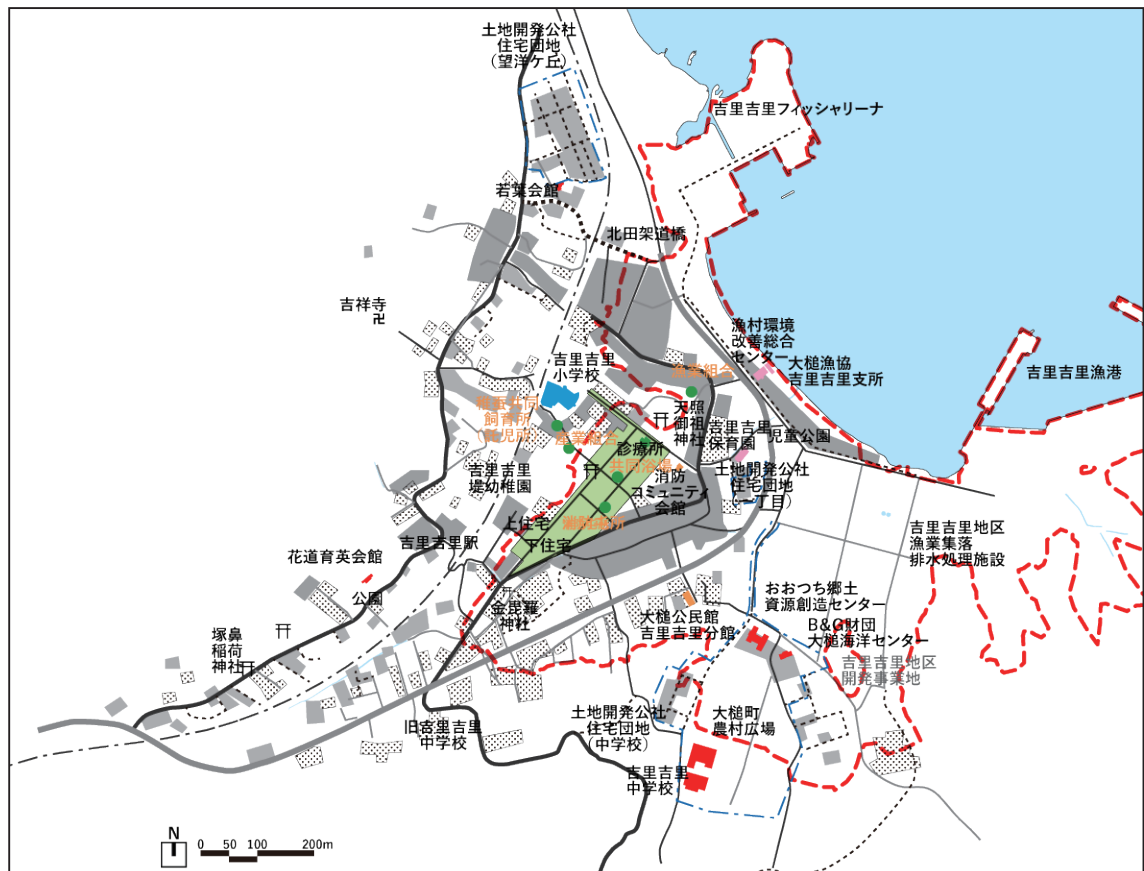 土地開発公社
住宅団地
（望洋ケ丘）
吉里吉里フィッシャリーナ
若葉会館
北田架道橋
吉祥寺
漁村環境
改善総合
センター
大槌漁協
吉里吉里支所
吉里吉里漁港
吉里吉里
小学校
漁業組合
飼育所
産業組合
天照
御祖
神社
吉里吉里
保育園
児童公園
診療所
共同浴場
消防
コミュニティ
会館
土地開発公社
住宅団地
（一丁目）
吉里吉里
堤幼稚園
上住宅
下住宅
吉里吉里駅
花道育英会館
公園
吉里吉里地区
漁業集落
排水処理施設
金毘羅
神社
大槌公民館
吉里吉里分館
おおつち郷土
資源創造センター
B&G財団
大槌海洋センター
吉里吉里地区
開発事業地
塚鼻
稲荷
神社
旧吉里吉里
中学校
土地開発公社
住宅団地
（中学校）
大槌町
農村広場
吉里吉里
中学校
N
0 50 100 200m